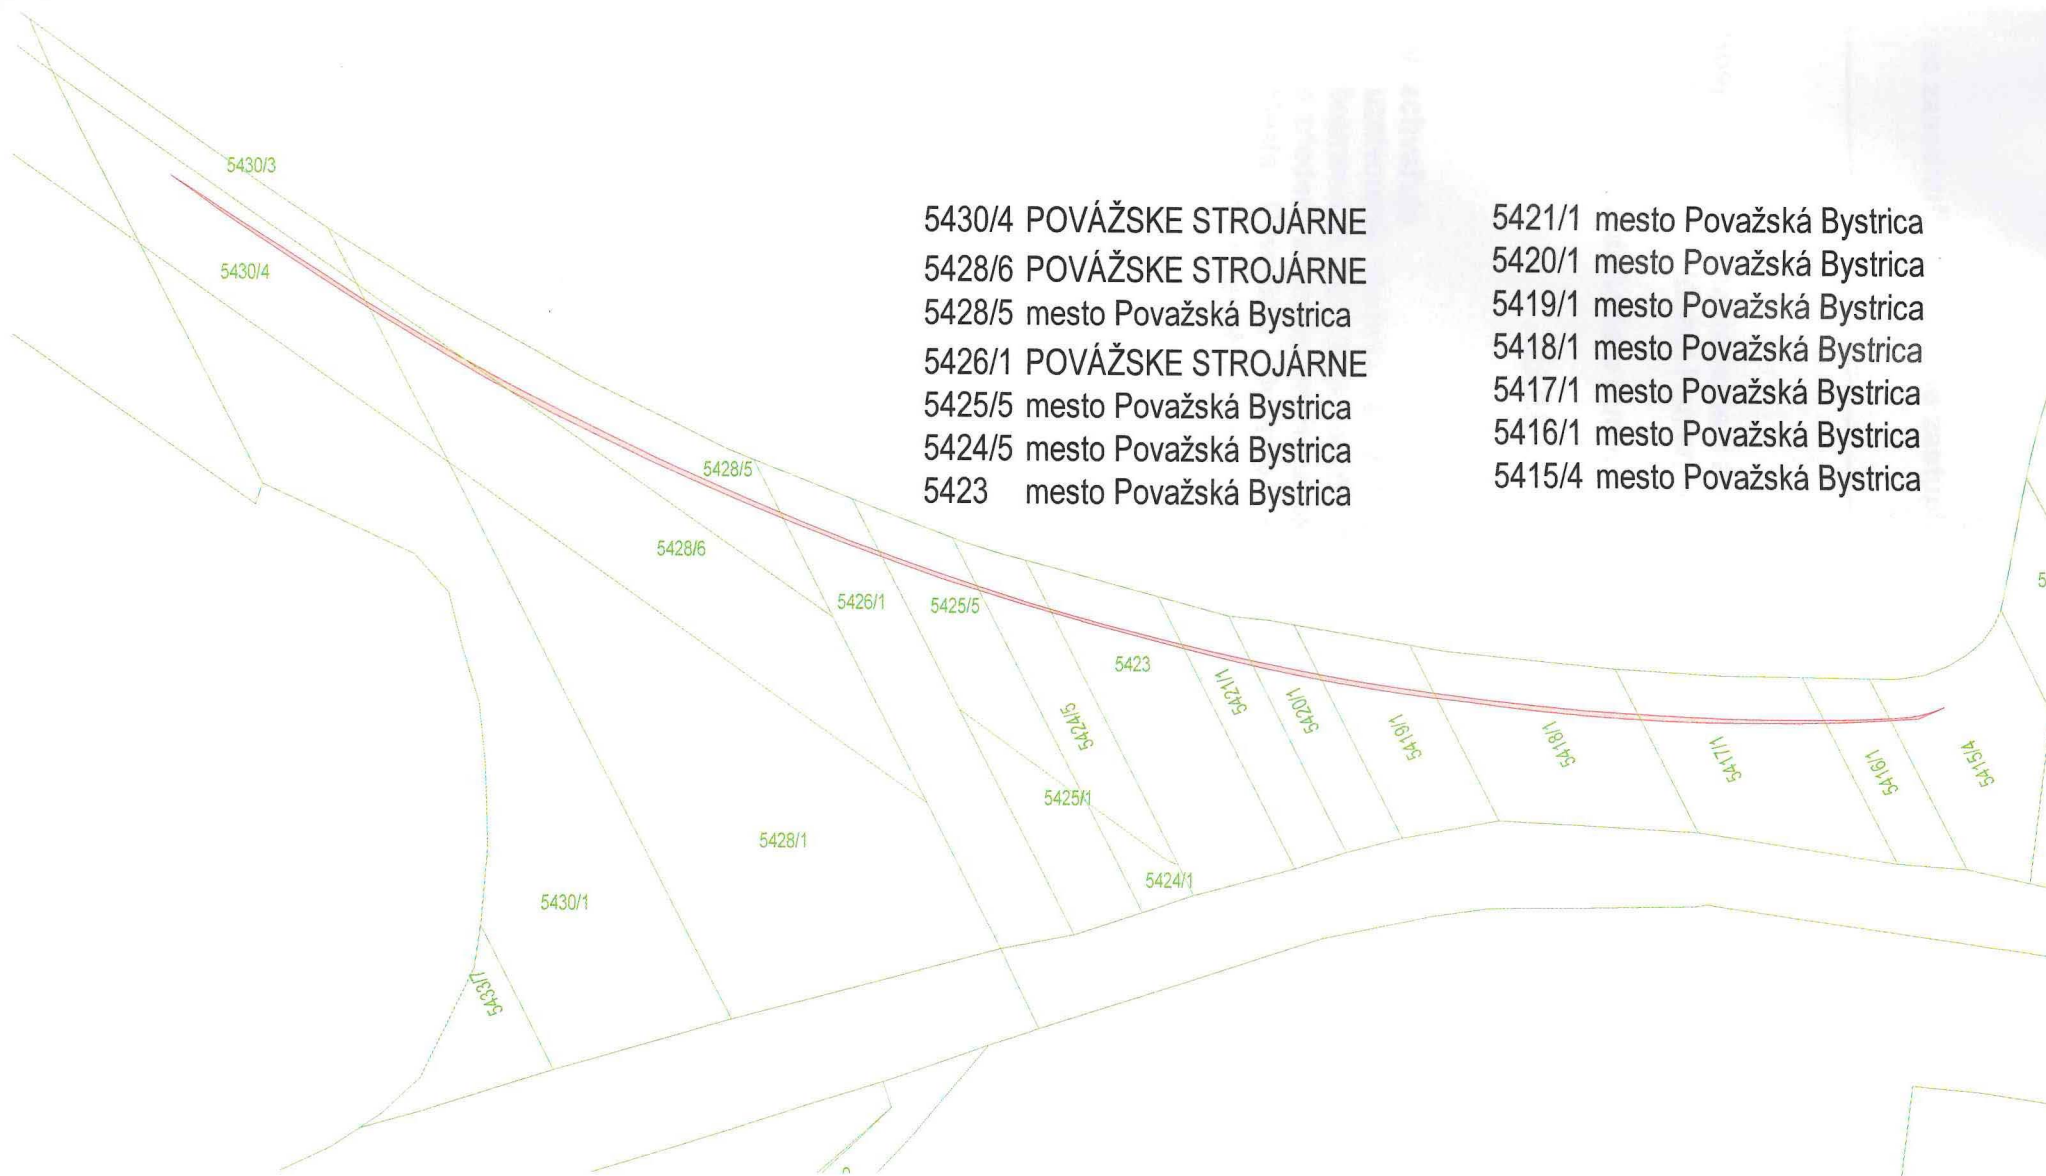 5430/3
5430/4
5430/4 POVÁŽSKE STROJÁRNE
5428/6 POVÁŽSKE STROJÁRNE
5428/5 mesto Považská Bystrica
5426/1 POVÁŽSKE STROJÁRNE
5425/5 mesto Považská Bystrica
5424/5 mesto Považská Bystrica
5423 mesto Považská Bystrica
5421/1 mesto Považská Bystrica
5420/1 mesto Považská Bystrica
5419/1 mesto Považská Bystrica
5418/1 mesto Považská Bystrica
5417/1 mesto Považská Bystrica
5416/1 mesto Považská Bystrica
5415/4 mesto Považská Bystrica
5428/5
5428/6
5426/1
5425/5
5423
5421/1
5420/1
5424/5
5419/1
5418/1
5417/1
5416/1
5415/4
5425/1
5428/1
5424/1
5430/1
5433/7